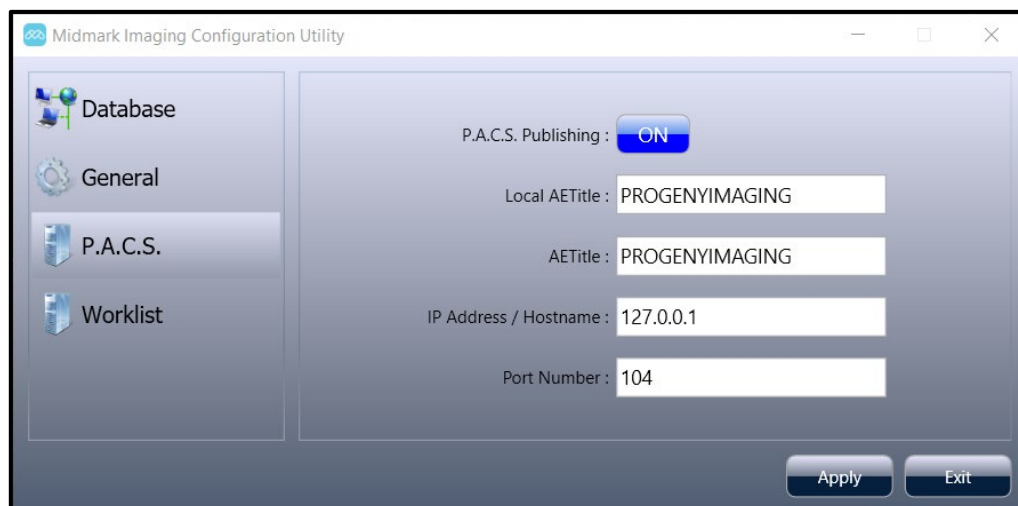 Midmark Imaging Configuration Utility
Database
General
P.A.C.S.
Worklist
P.A.C.S. Publishing : ON
Local AETitle : PROGENYIMAGING
AETitle : PROGENYIMAGING
IP Address / Hostname : 127.0.0.1
Port Number : 104
Apply Exit